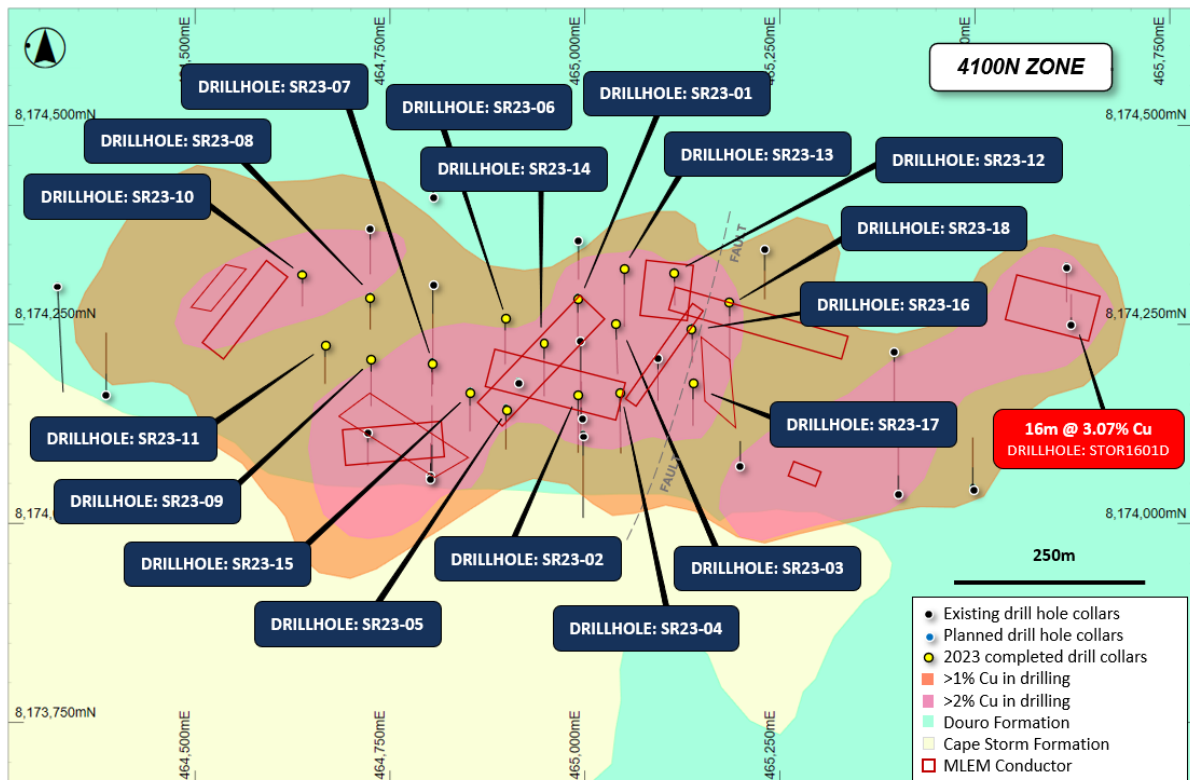 464,500mE
464,750mE
465,000mE
465,250mE
465,750mE
4100N ZONE
DRILLHOLE: SR23-07
DRILLHOLE: SR23-06
DRILLHOLE: SR23-01
8,174,500mN
8,174,500mN
DRILLHOLE: SR23-08
DRILLHOLE: SR23-14
DRILLHOLE: SR23-13
DRILLHOLE: SR23-12
DRILLHOLE: SR23-10
DRILLHOLE: SR23-18
FAULT
DRILLHOLE: SR23-16
8,174,250mN
8,174,250mN
DRILLHOLE: SR23-11
DRILLHOLE: SR23-17
16m @ 3.07% Cu
DRILLHOLE: STOR1601D
FAULT
DRILLHOLE: SR23-09
8,174,000mN
DRILLHOLE: SR23-15
DRILLHOLE: SR23-02
DRILLHOLE: SR23-03
250m
DRILLHOLE: SR23-05
DRILLHOLE: SR23-04
Existing drill hole collars
Planned drill hole collars
2023 completed drill collars
>1% Cu in drilling
>2% Cu in drilling
Douro Formation
Cape Storm Formation
MLEM Conductor
8,173,750mN
464,500mE
464,750mE
465,000mE
465,250mE